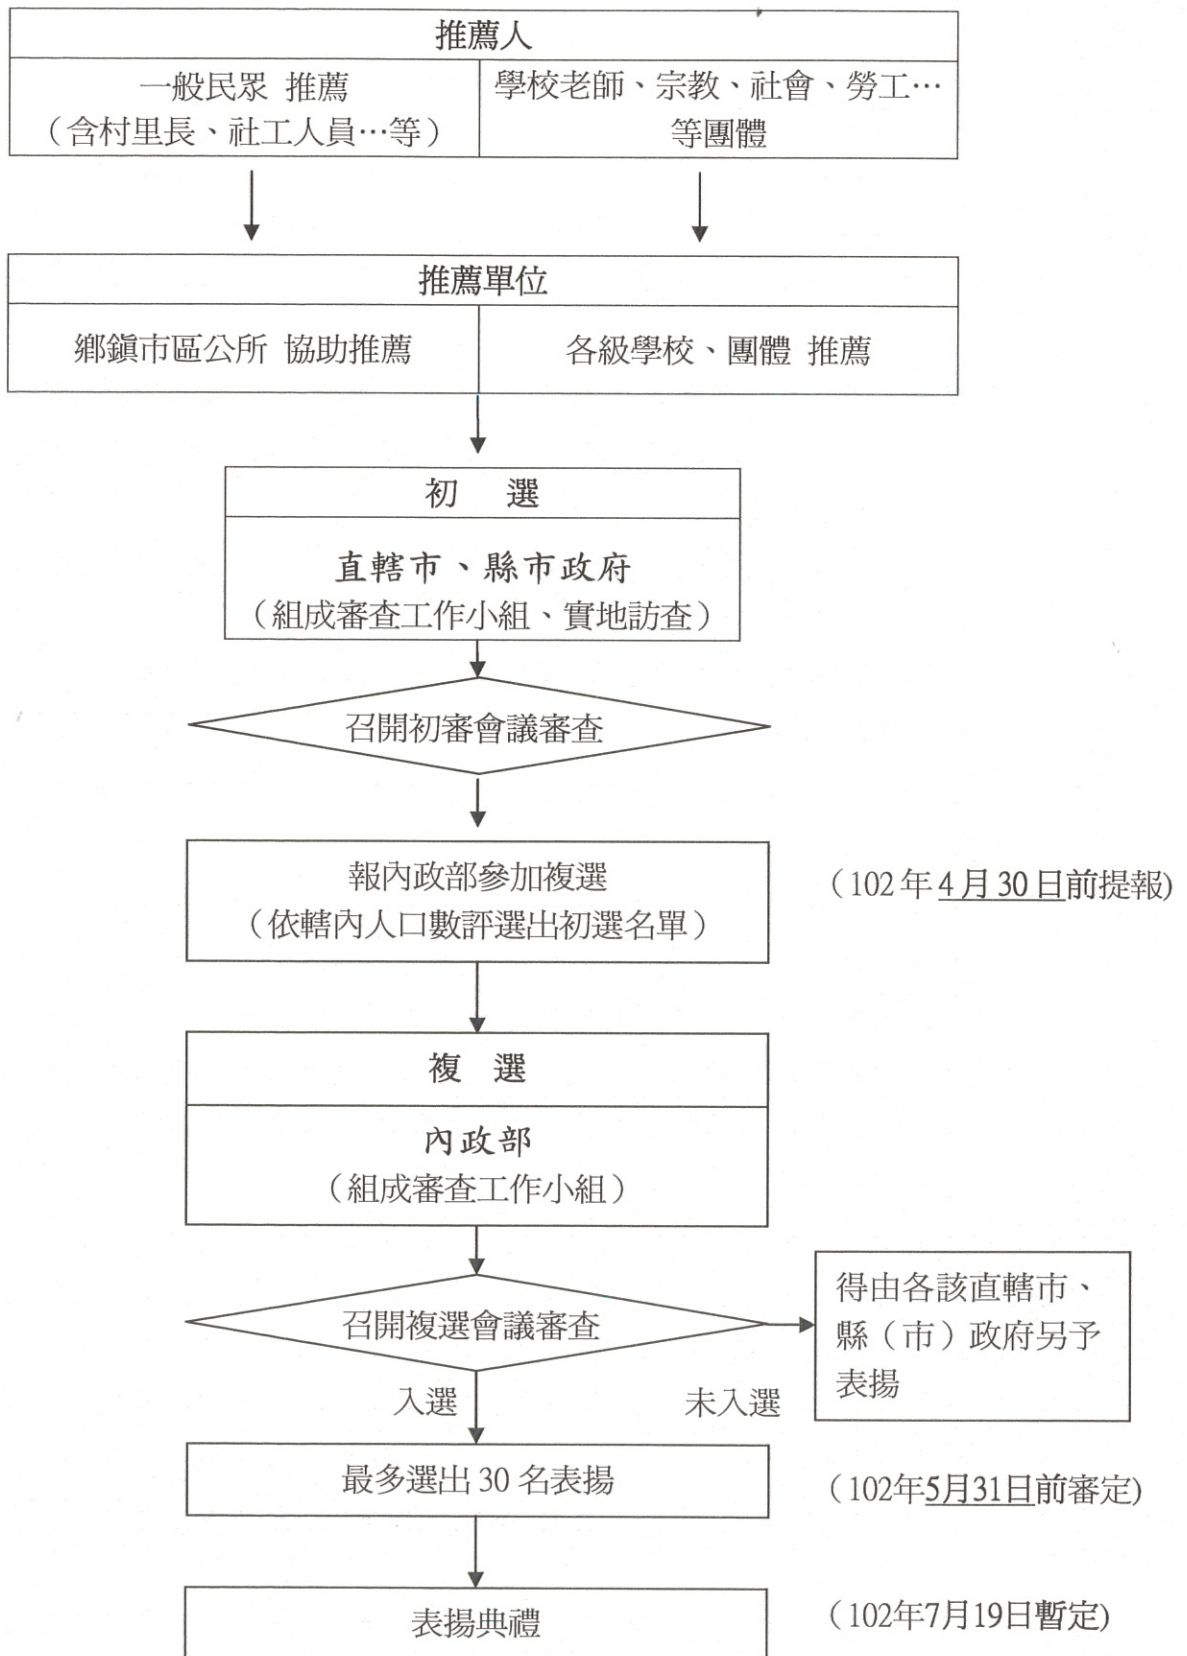 推薦人
一般民眾 推薦
（含村里長、社工人員…等）
學校老師、宗教、社會、勞工…
等團體
推薦單位
鄉鎮市區公所 協助推薦
各級學校、團體 推薦
初 選
直轄市、縣市政府
（組成審查工作小組、實地訪查）
召開初審會議審查
報內政部參加複選
（依轄內人口數評選出初選名單）
（102年4月30日前提報)
複 選
內政部
（組成審查工作小組）
召開複選會議審查
得由各該直轄市、
縣（市）政府另予
表揚
入選
未入選
最多選出 30 名表揚
（102年5月31日前審定)
表揚典禮
（102年7月19日暫定)